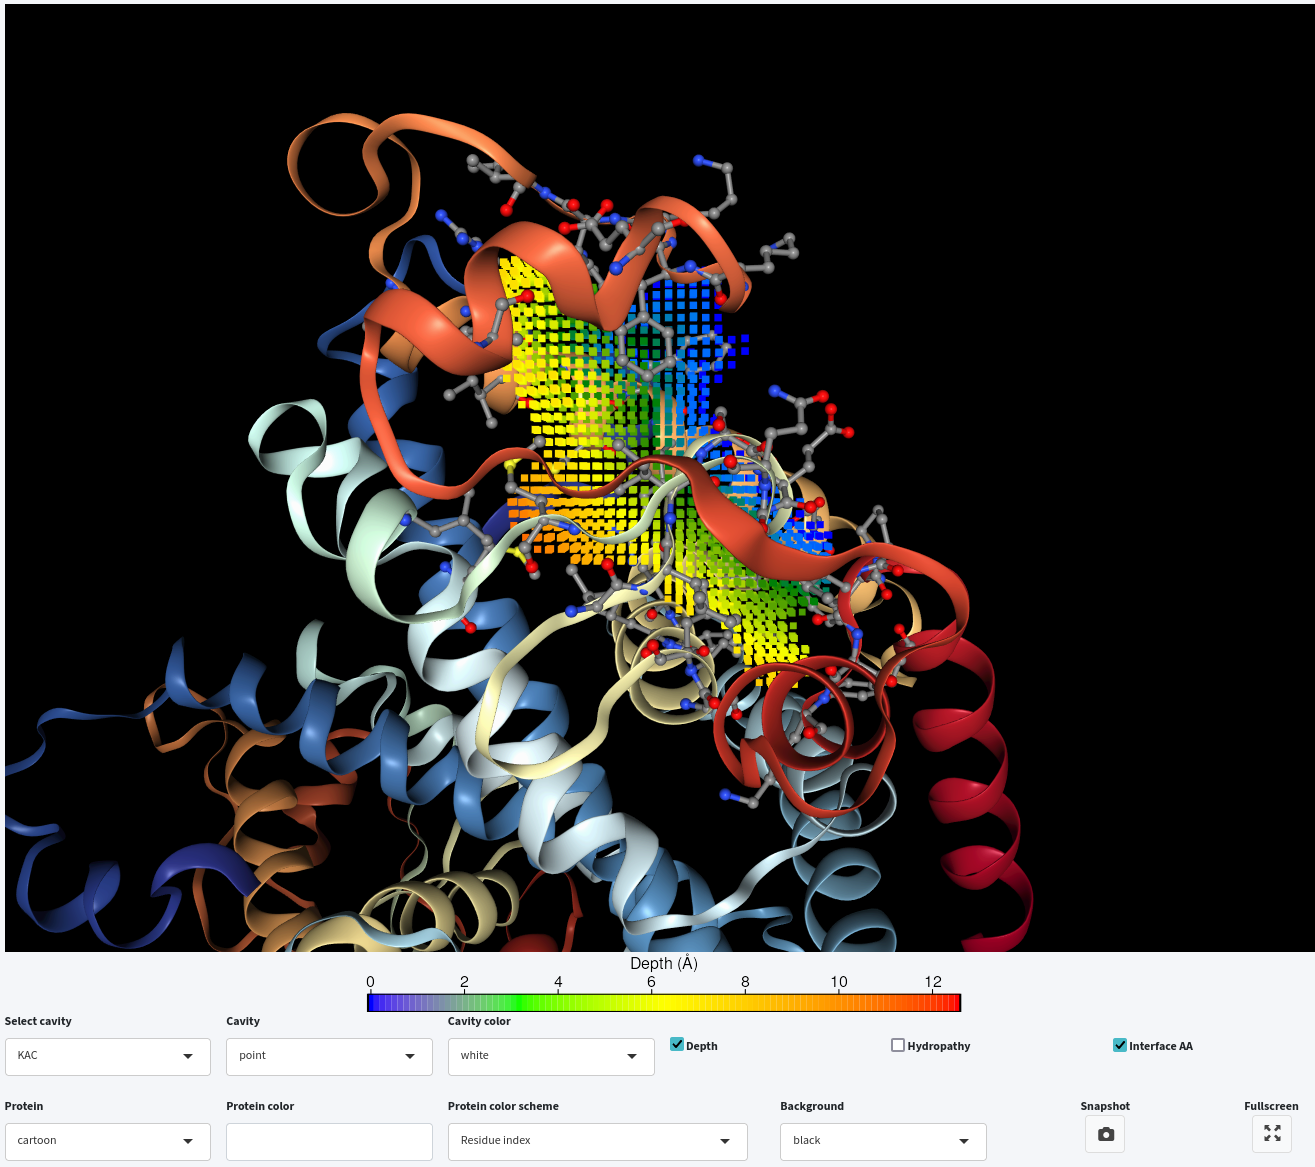 Depth (Å)
0 2 4 6 8 10 12
Select cavity Cavity Cavity color
KAC point white Depth Hydropathy Interface AA
Protein Protein color Protein color scheme Background Snapshot Fullscreen
cartoon Residue index black